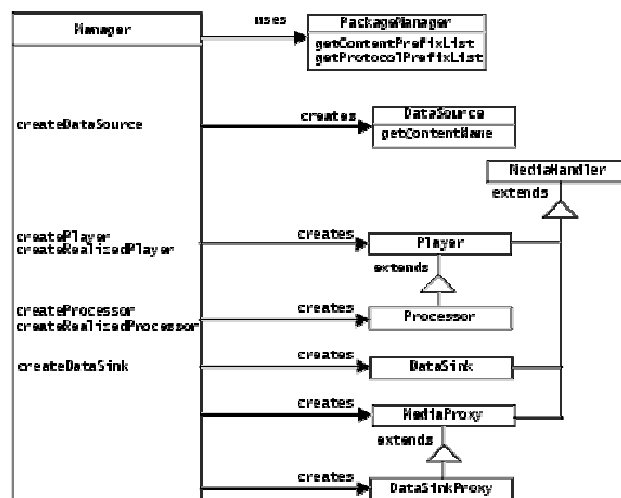 Manager
uses
PackageManager
getContentPrefixList
getProtocolPrefixList
createDataSource
creates
DataSource
getContentName
MediaHandler
extends
createPlayer
createRealizedPlayer
creates
Player
extends
createProcessor
createRealizedProcessor
creates
Processor
createDataSink
creates
DataSink
creates
MediaProxy
extends
creates
DataSinkProxy